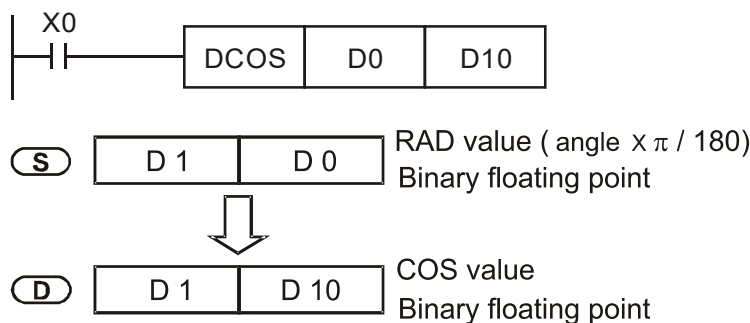 X0
DCOS D0 D10
S D 1 D 0 RAD value ( angle X π / 180)
Binary floating point
D D 1 D 10 COS value
Binary floating point